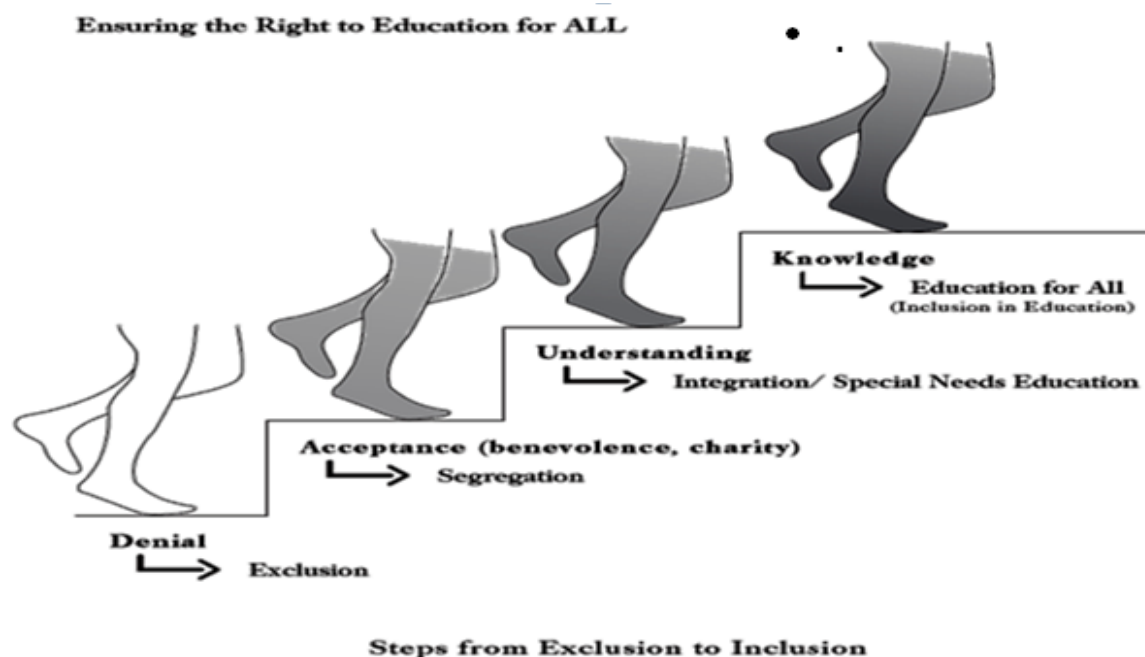 Ensuring the Right to Education for ALL
Knowledge
Education for All
(Inclusion in Education)
Understanding
Integration/ Special Needs Education
Acceptance (benevolence, charity)
Segregation
Denial
Exclusion
Steps from Exclusion to Inclusion